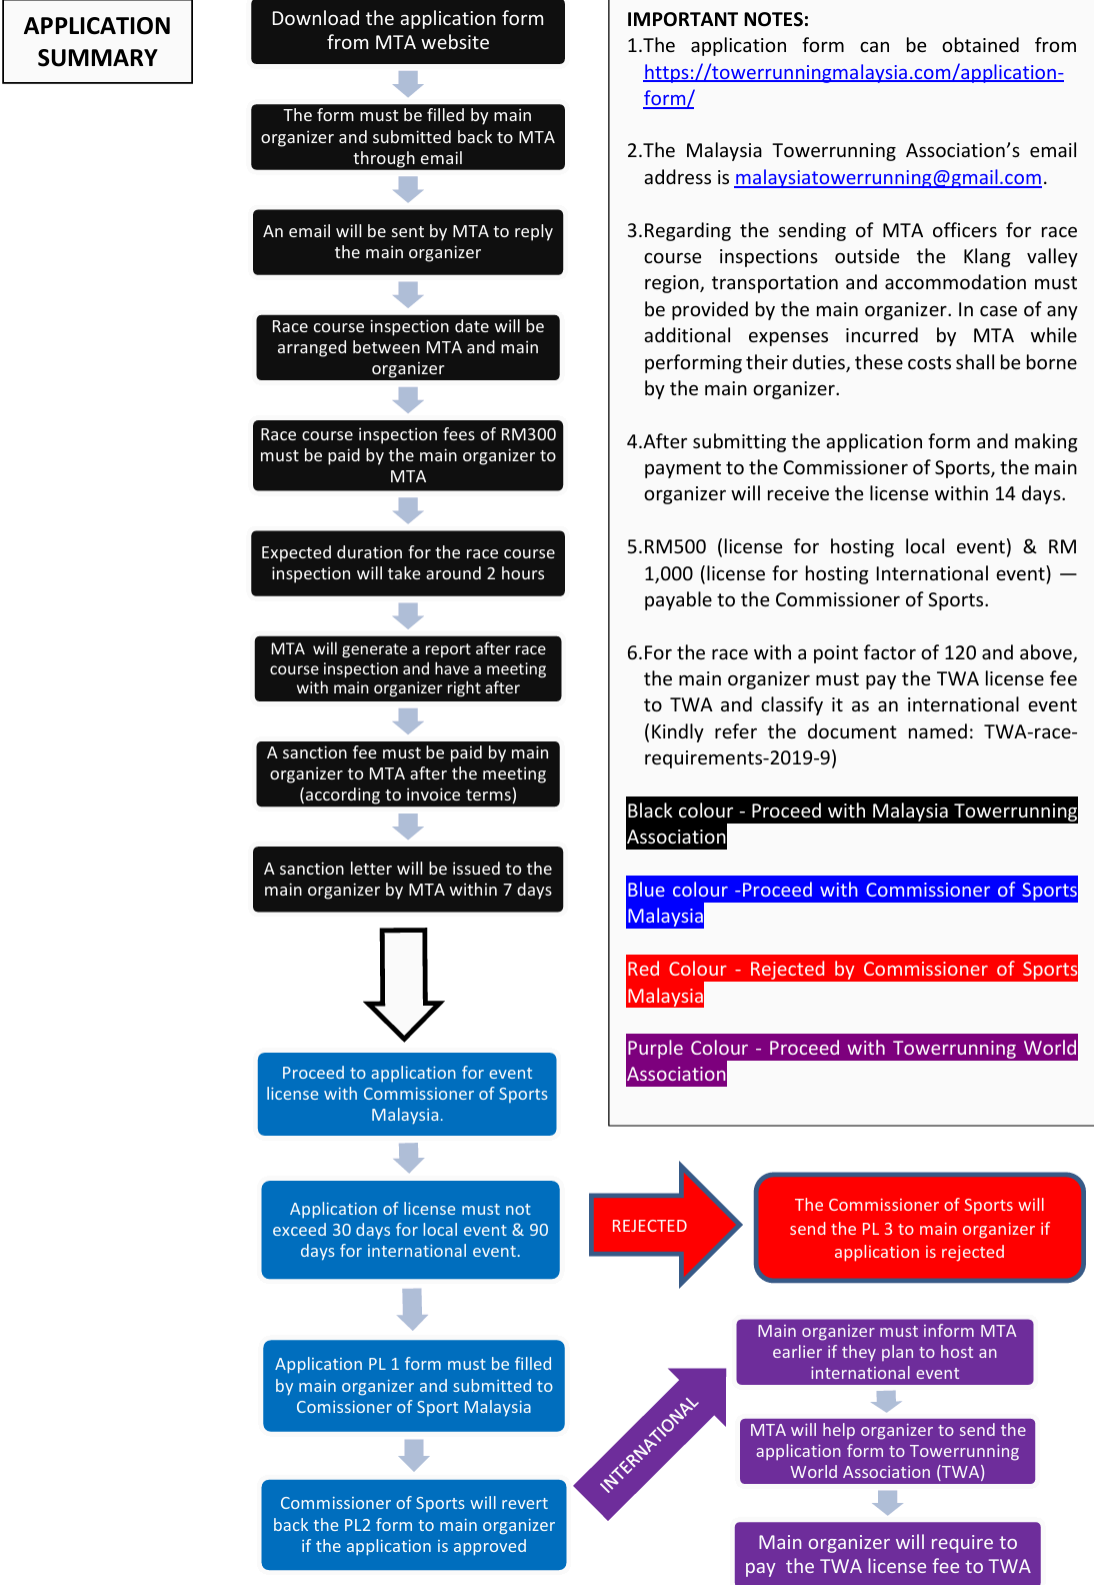 APPLICATION
SUMMARY
Download the application form
from MTA website
The form must be filled by main
organizer and submitted back to MTA
through email
An email will be sent by MTA to reply
the main organizer
Race course inspection date will be
arranged between MTA and main
organizer
Race course inspection fees of RM300
must be paid by the main organizer to
MTA
Expected duration for the race course
inspection will take around 2 hours
MTA  will generate a report after race
course inspection and have a meeting
with main organizer right after
A sanction fee must be paid by main
organizer to MTA after the meeting
(according to invoice terms)
A sanction letter will be issued to the
main organizer by MTA within 7 days
Proceed to application for event
license with Commissioner of Sports
Malaysia.
Application of license must not
exceed 30 days for local event & 90
days for international event.
Application PL 1 form must be filled
by main organizer and submitted to
Comissioner of Sport Malaysia
Commissioner of Sports will revert
back the PL2 form to main organizer
if the application is approved
IMPORTANT NOTES:
1.The application form can be obtained from
https://towerrunningmalaysia.com/application-
form/
2.The Malaysia Towerrunning Association’s email
address is malaysiatowerrunning@gmail.com.
3.Regarding the sending of MTA officers for race
course inspections outside the Klang valley
region, transportation and accommodation must
be provided by the main organizer. In case of any
additional expenses incurred by MTA while
performing their duties, these costs shall be borne
by the main organizer.
4.After submitting the application form and making
payment to the Commissioner of Sports, the main
organizer will receive the license within 14 days.
5.RM500 (license for hosting local event) & RM
1,000 (license for hosting International event) —
payable to the Commissioner of Sports.
6.For the race with a point factor of 120 and above,
the main organizer must pay the TWA license fee
to TWA and classify it as an international event
(Kindly refer the document named: TWA-race-
requirements-2019-9)
Black colour - Proceed with Malaysia Towerrunning
Association
Blue colour -Proceed with Commissioner of Sports
Malaysia
Red Colour - Rejected by Commissioner of Sports
Malaysia
Purple Colour - Proceed with Towerrunning World
Association
REJECTED
The Commissioner of Sports will
send the PL 3 to main organizer if
application is rejected
INTERNATIONAL
Main organizer must inform MTA
earlier if they plan to host an
international event
MTA will help organizer to send the
application form to Towerrunning
World Association (TWA)
Main organizer will require to
pay  the TWA license fee to TWA